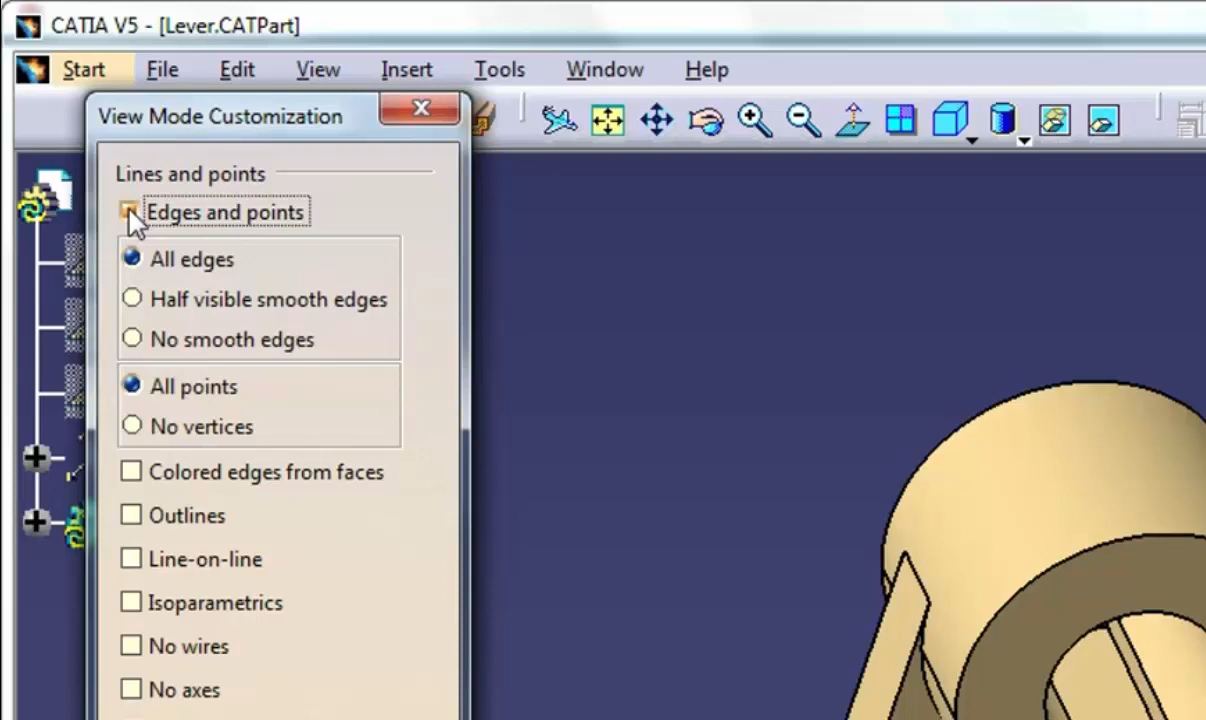 CATIA V5 - [Lever.CATPart]
Start File Edit View Insert Tools Window Help
View Mode Customization
Lines and points
Edges and points
All edges
Half visible smooth edges
No smooth edges
All points
No vertices
Colored edges from faces
Outlines
Line-on-line
Isoparametrics
No wires
No axes